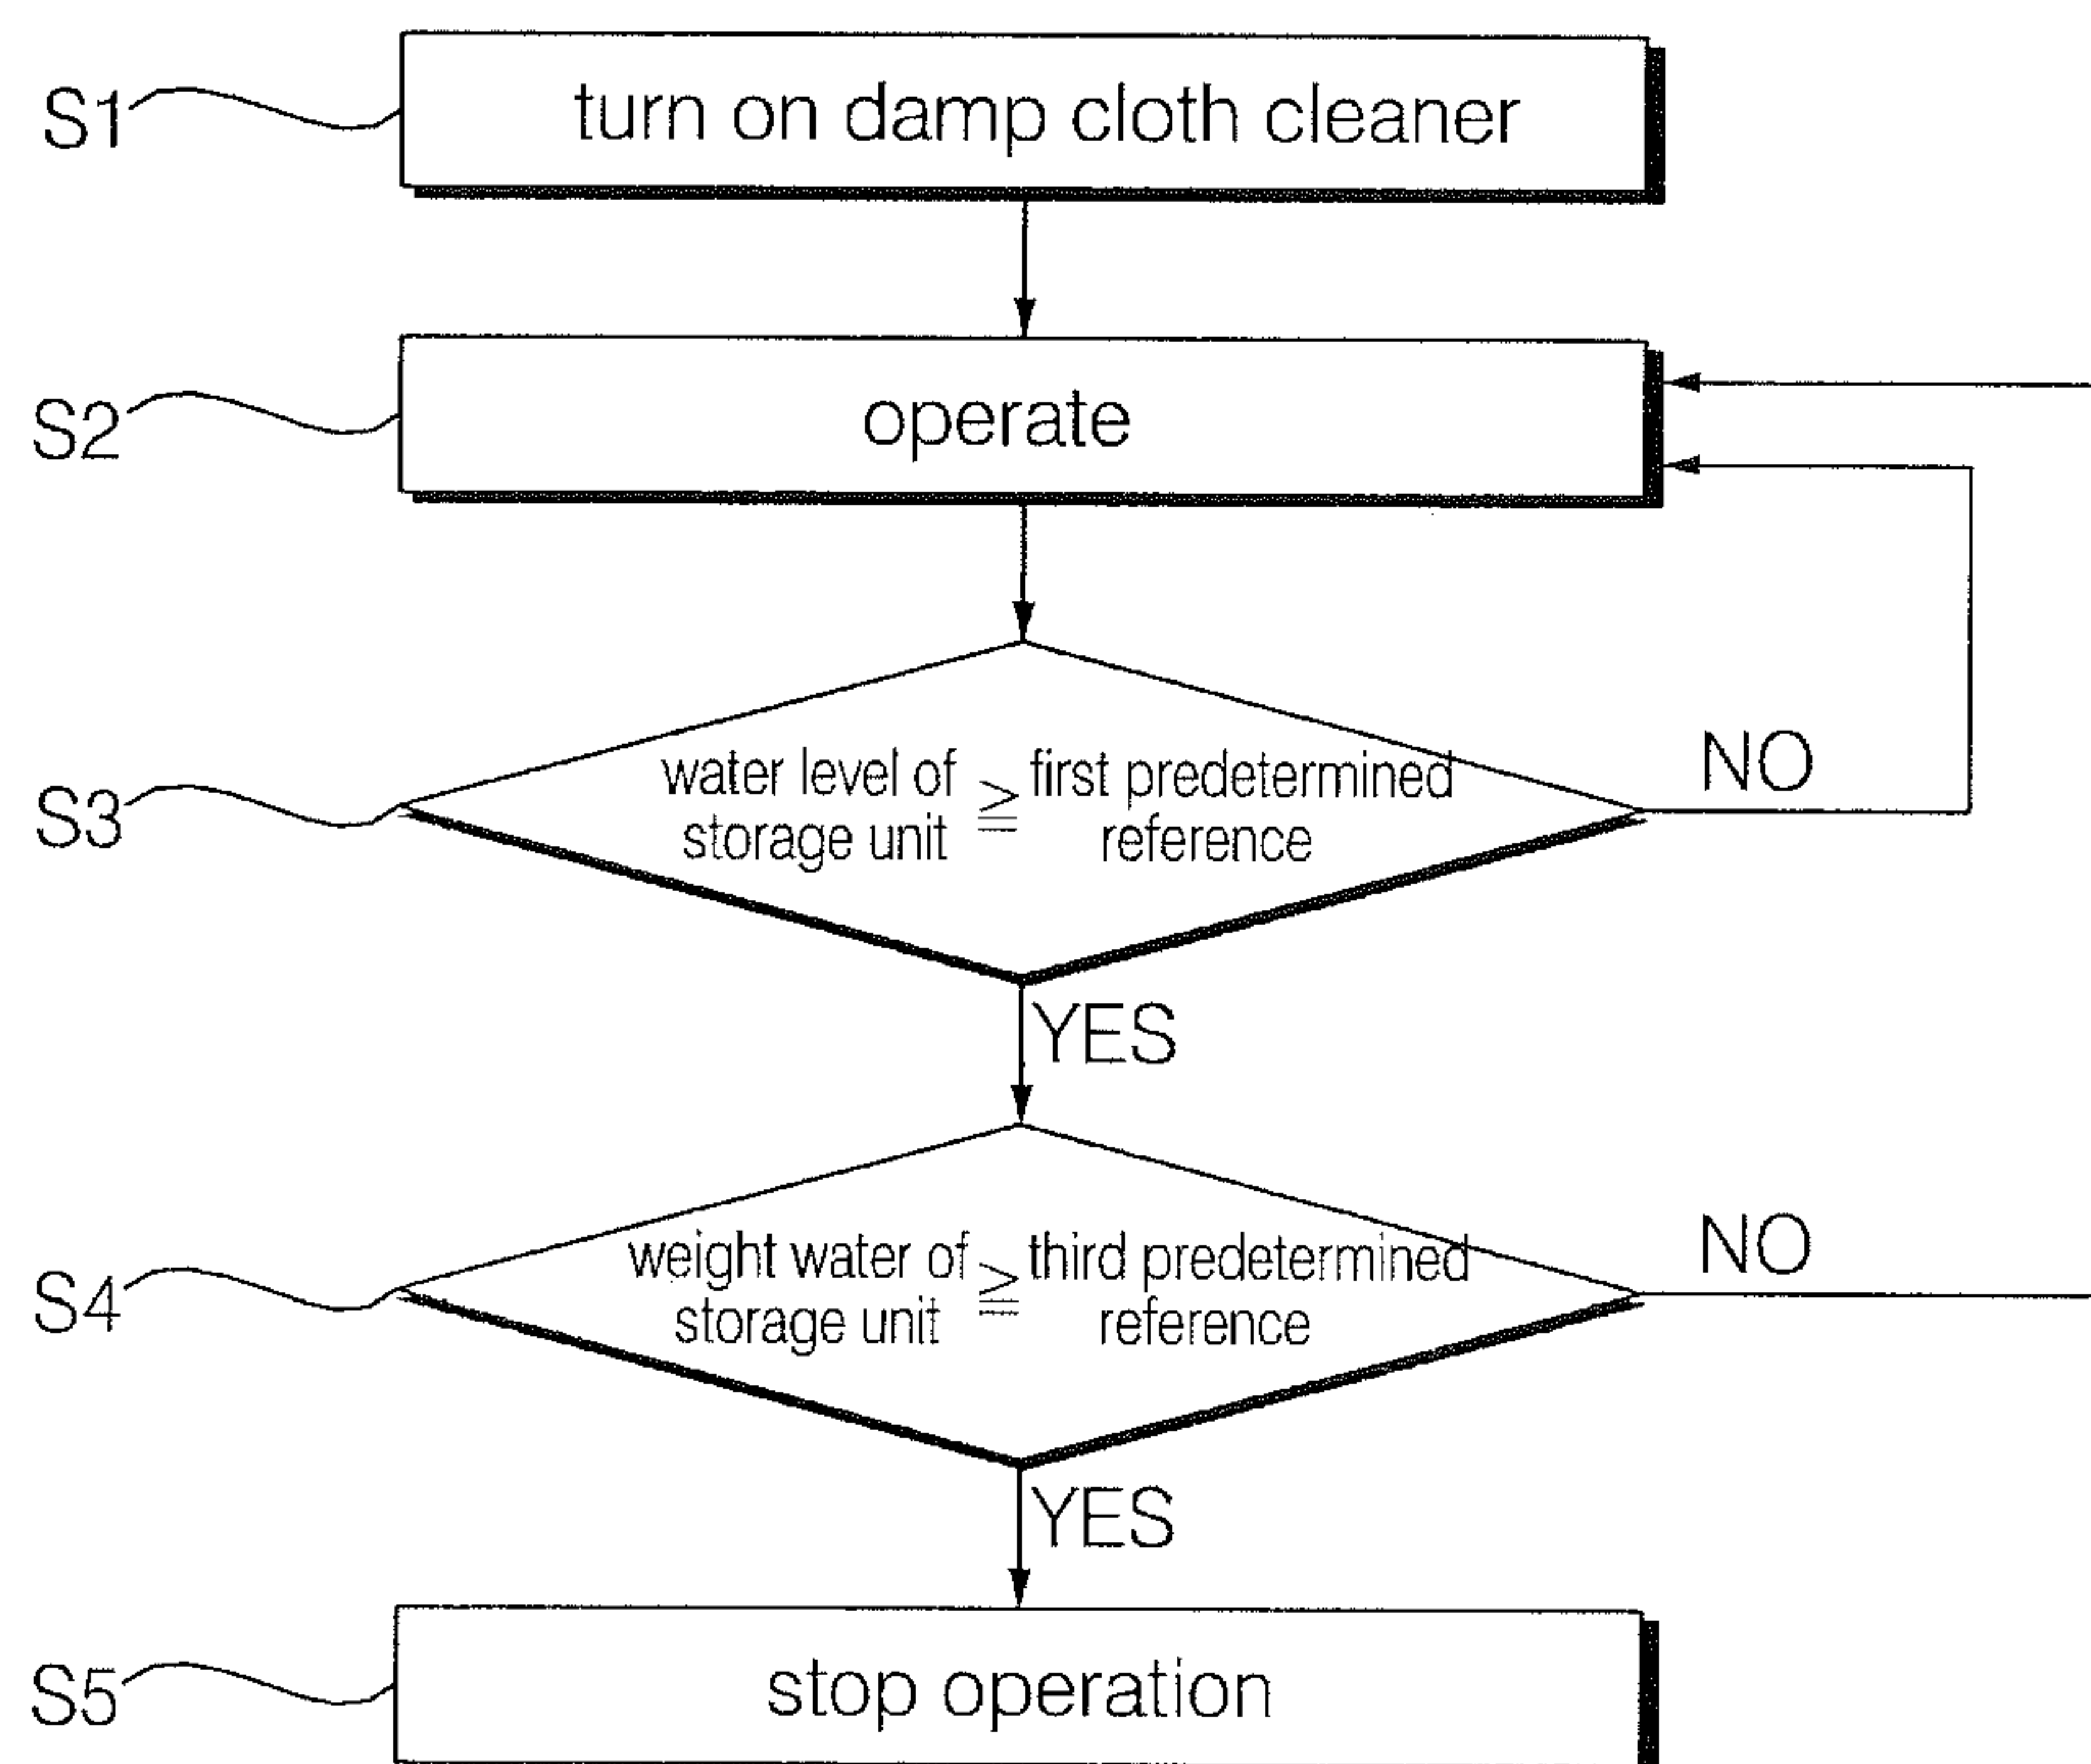 S1
turn on damp cloth cleaner
S2
operate
S3
water level of ≧ first predetermined
storage unit reference
NO
YES
S4
weight water of ≧ third predetermined
storage unit reference
NO
YES
S5
stop operation